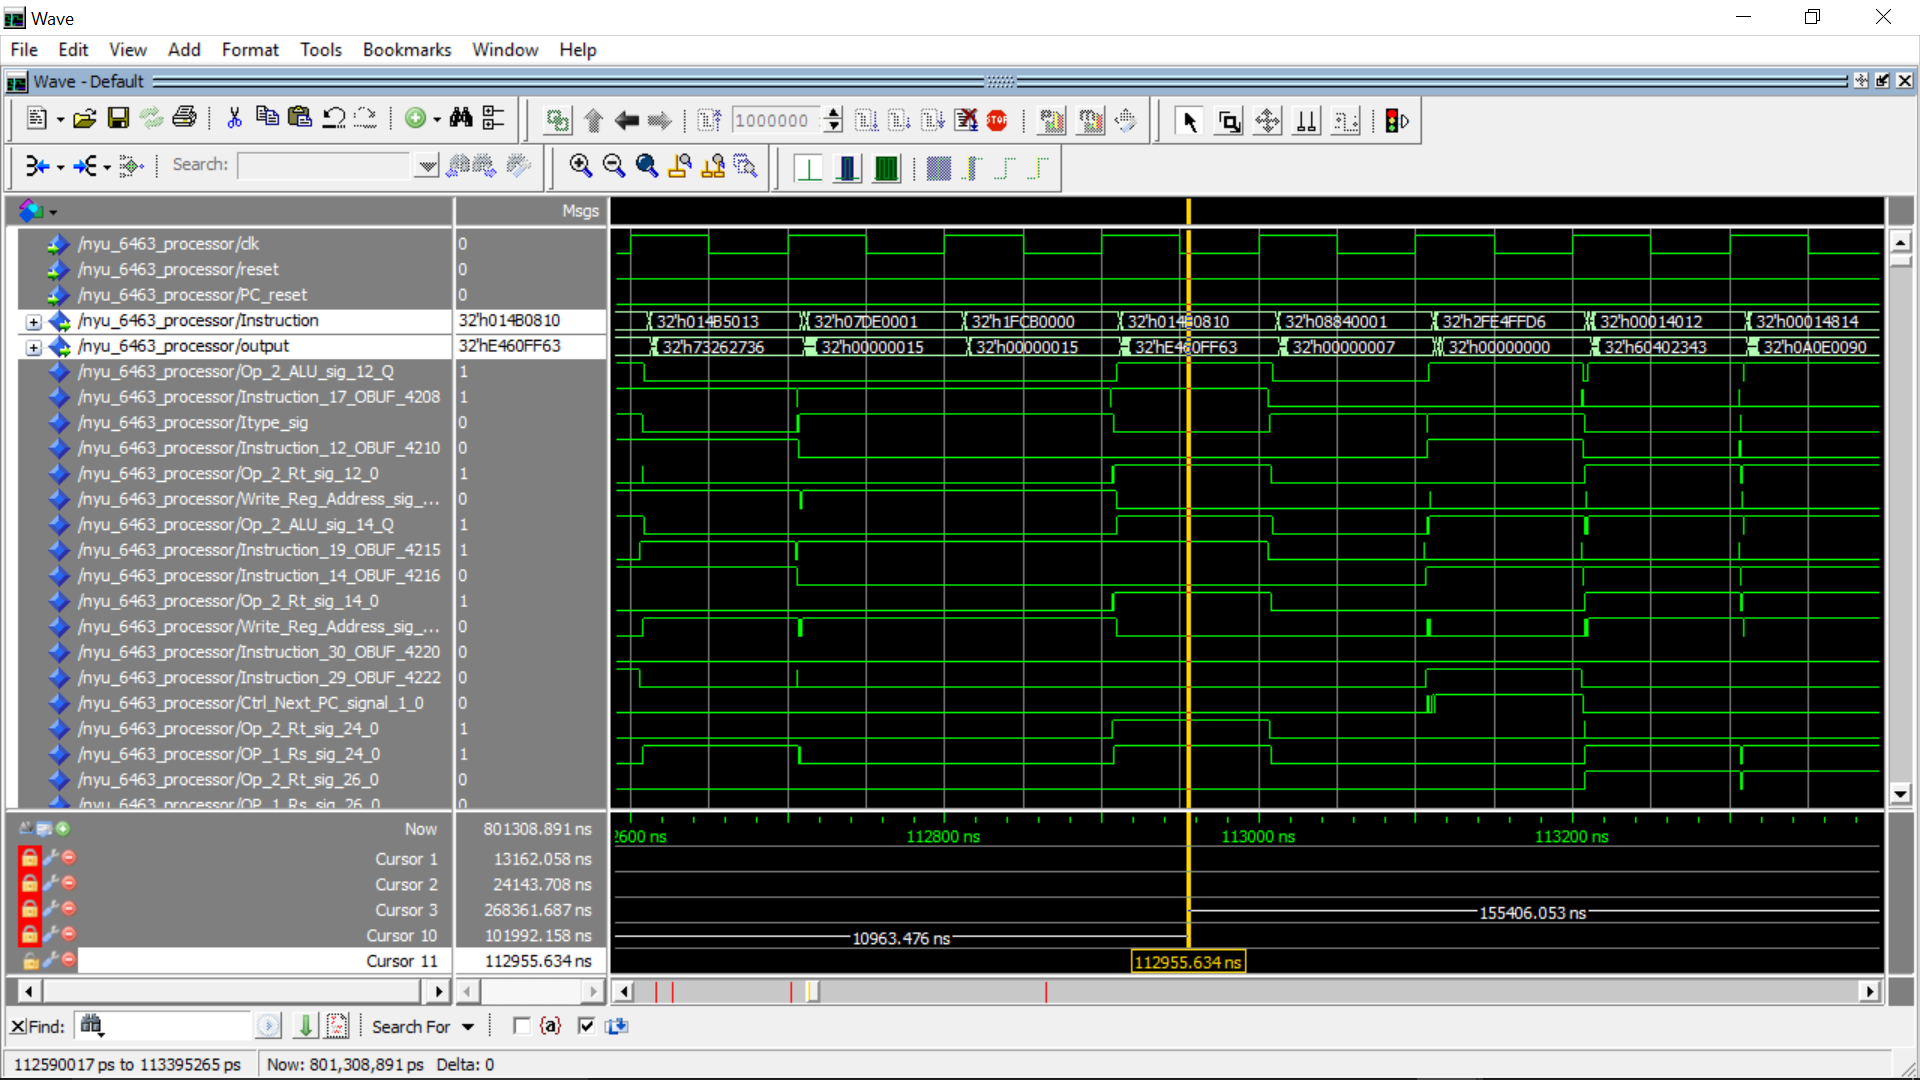 Wave
File Edit View Add Format Tools Bookmarks Window Help
Wave - Default
1000000
STOP
Search:
Msgs
/nyu_6463_processor/clk 0
/nyu_6463_processor/reset 0
/nyu_6463_processor/PC_reset 0
/nyu_6463_processor/Instruction 32'h014B0810 32'h014B5013 32'h07DE0001 32'h1FCB0000 32'h014B0810 32'h08840001 32'h2FE4FFD6 32'h00014012 32'h00014814
/nyu_6463_processor/output 32'hE460FF63 32'h73262736 32'h00000015 32'h00000015 32'hE460FF63 32'h00000007 32'h00000000 32'h60402343 32'h0A0E0090
/nyu_6463_processor/Op_2_ALU_sig_12_Q 1
/nyu_6463_processor/Instruction_17_OBUF_4208 1
/nyu_6463_processor/Itype_sig 0
/nyu_6463_processor/Instruction_12_OBUF_4210 0
/nyu_6463_processor/Op_2_Rt_sig_12_0 1
/nyu_6463_processor/Write_Reg_Address_sig_... 0
/nyu_6463_processor/Op_2_ALU_sig_14_Q 1
/nyu_6463_processor/Instruction_19_OBUF_4215 1
/nyu_6463_processor/Instruction_14_OBUF_4216 0
/nyu_6463_processor/Op_2_Rt_sig_14_0 1
/nyu_6463_processor/Write_Reg_Address_sig_... 0
/nyu_6463_processor/Instruction_30_OBUF_4220 0
/nyu_6463_processor/Instruction_29_OBUF_4222 0
/nyu_6463_processor/Ctrl_Next_PC_signal_1_0 0
/nyu_6463_processor/Op_2_Rt_sig_24_0 1
/nyu_6463_processor/OP_1_Rs_sig_24_0 1
/nyu_6463_processor/Op_2_Rt_sig_26_0 0
/nyu_6463_processor/OP_1_Rs_sig_26_0 0
Now 801308.891 ns 2600 ns 112800 ns 113000 ns 113200 ns
Cursor 1 13162.058 ns
Cursor 2 24143.708 ns
Cursor 3 268361.687 ns 155406.053 ns
Cursor 10 101992.158 ns 10963.476 ns
Cursor 11 112955.634 ns 112955.634 ns
Find: Search For {a}
112590017 ps to 113395265 ps Now: 801,308,891 ps Delta: 0